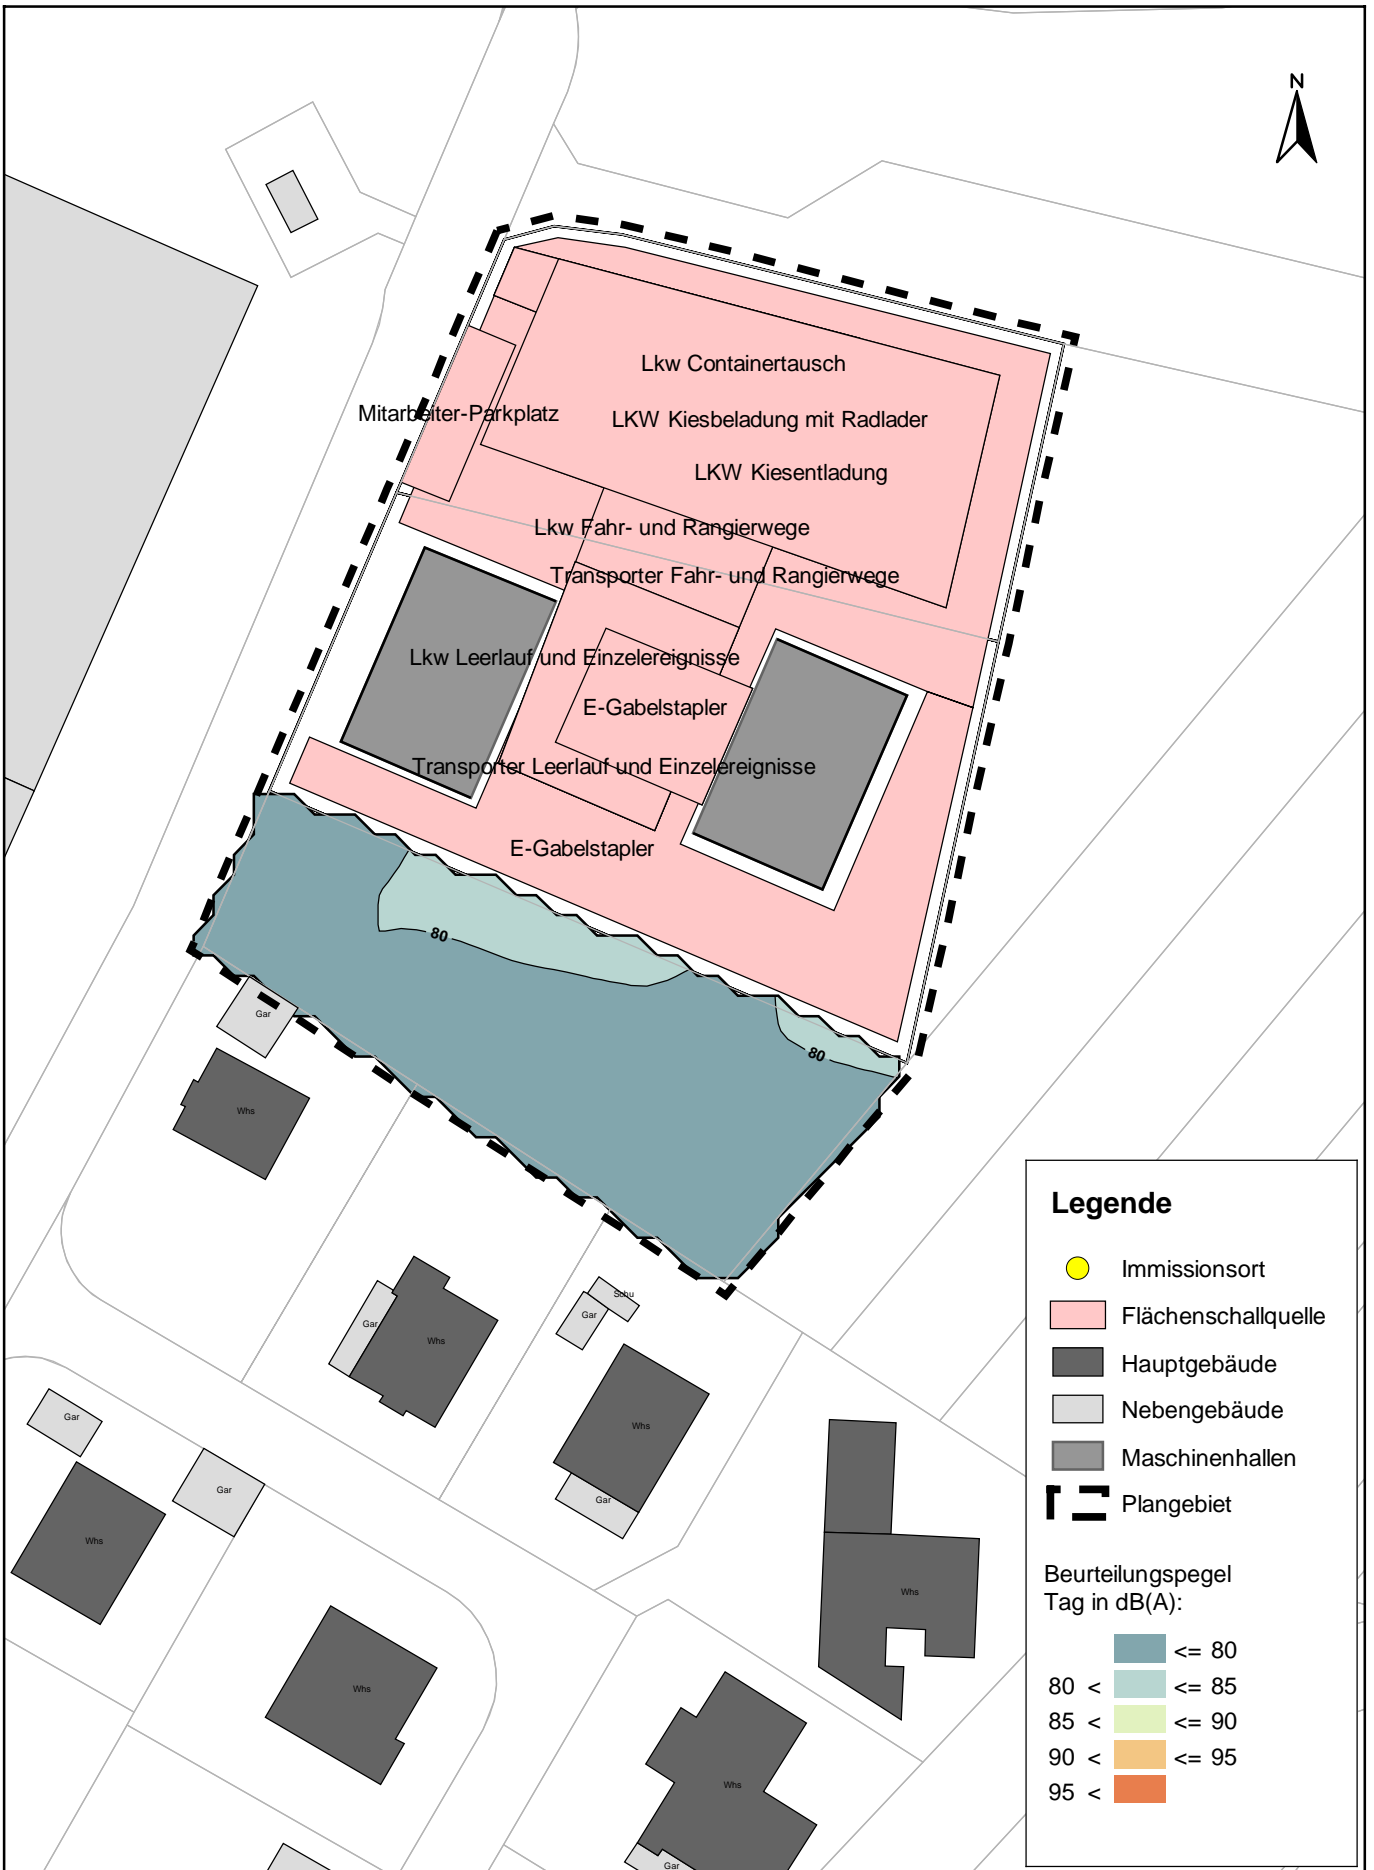 N
Lkw Containertausch
Mitarbeiter-Parkplatz
LKW Kiesbeladung mit Radlader
LKW Kiesentladung
Lkw Fahr- und Rangierwege
Transporter Fahr- und Rangierwege
Lkw Leerlauf und Einzelereignisse
E-Gabelstapler
Transporter Leerlauf und Einzelereignisse
E-Gabelstapler
80
80
Gar
Whs
Schu
Gar
Gar
Whs
Whs
Gar
Gar
Gar
Whs
Whs
Whs
Whs
Gar
Legende
Immissionsort
Flächenschallquelle
Hauptgebäude
Nebengebäude
Maschinenhallen
Plangebiet
Beurteilungspegel
Tag in dB(A):
<= 80
80 < <= 85
85 < <= 90
90 < <= 95
95 <